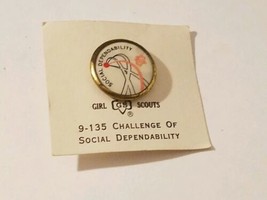 SOCIAL DEPENDABILITY
GIRL GS SCOUTS
®
9-135 CHALLENGE OF
SOCIAL DEPENDABILITY